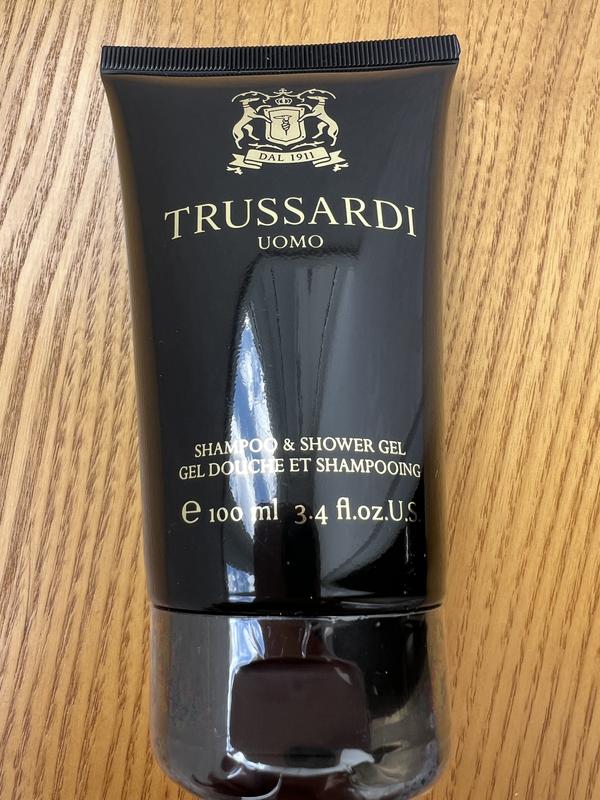 DAL 1911
TRUSSARDI
UOMO
SHAMPOO & SHOWER GEL
GEL DOUCHE ET SHAMPOOING
℮ 100 ml 3.4 fl.oz.U.S.